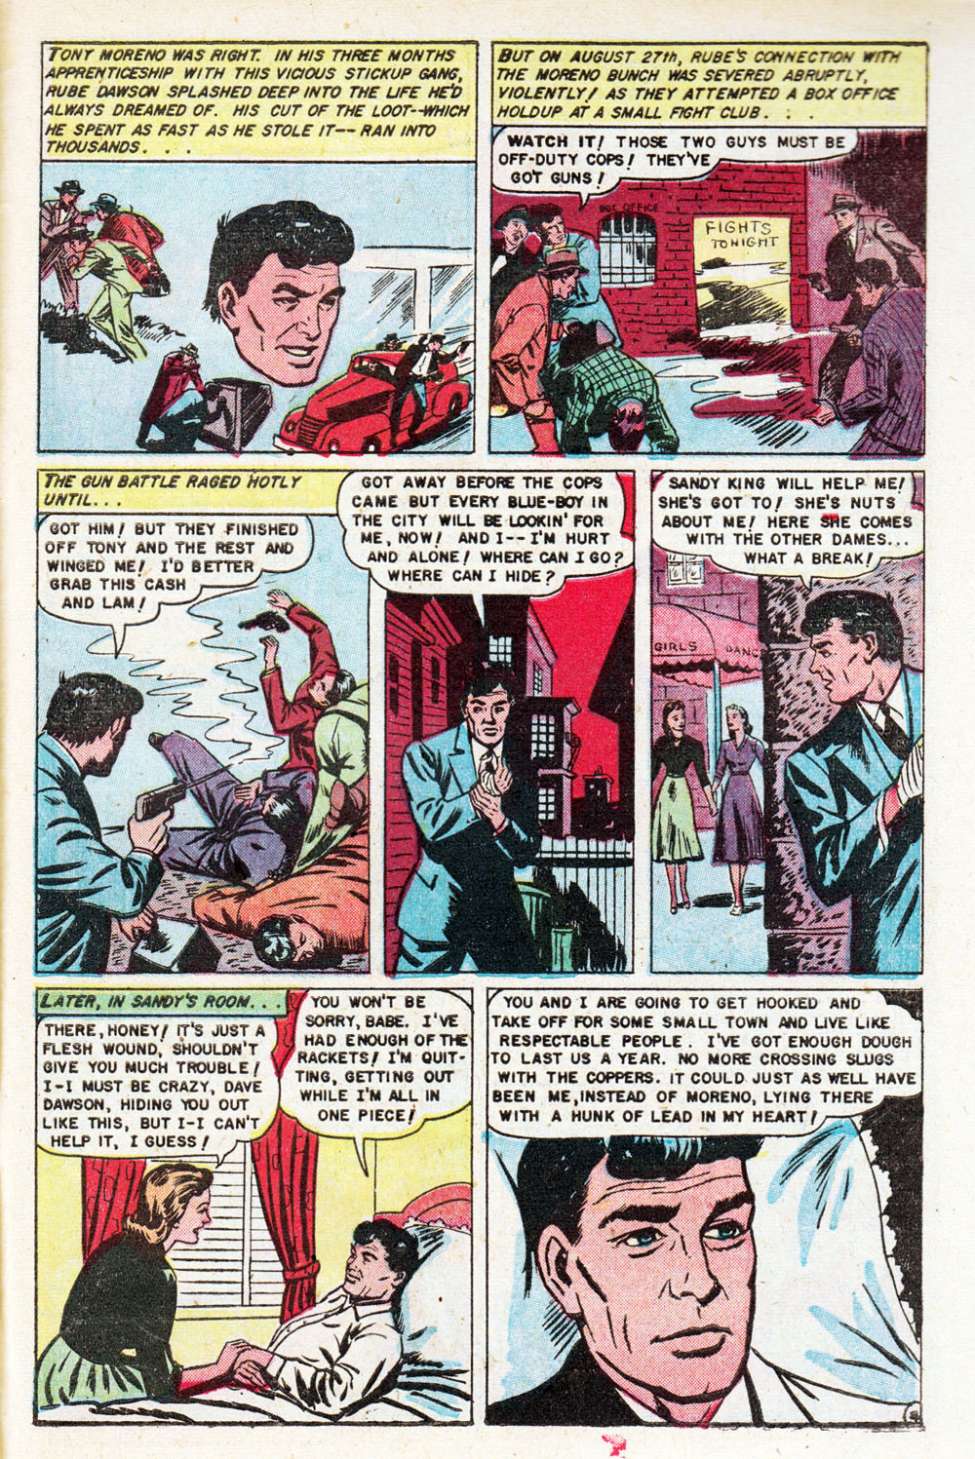 TONY MORENO WAS RIGHT. IN HIS THREE MONTHS
APPRENTICESHIP WITH THIS VICIOUS STICKUP GANG,
RUBE DAWSON SPLASHED DEEP INTO THE LIFE HE'D
ALWAYS DREAMED OF. HIS CUT OF THE LOOT--WHICH
HE SPENT AS FAST AS HE STOLE IT-- RAN INTO
THOUSANDS. . .
BUT ON AUGUST 27th, RUBE'S CONNECTION WITH
THE MORENO BUNCH WAS SEVERED ABRUPTLY,
VIOLENTLY! AS THEY ATTEMPTED A BOX OFFICE
HOLDUP AT A SMALL FIGHT CLUB. . .
WATCH IT! THOSE TWO GUYS MUST BE
OFF-DUTY COPS! THEY'VE
GOT GUNS!
BOX OFFICE
FIGHTS
TONIGHT
THE GUN BATTLE RAGED HOTLY
UNTIL...
GOT HIM! BUT THEY FINISHED
OFF TONY AND THE REST AND
WINGED ME! I'D BETTER
GRAB THIS CASH
AND LAM!
GOT AWAY BEFORE THE COPS
CAME BUT EVERY BLUE-BOY IN
THE CITY WILL BE LOOKIN' FOR
ME, NOW! AND I-- I'M HURT
AND ALONE! WHERE CAN I GO?
WHERE CAN I HIDE?
SANDY KING WILL HELP ME!
SHE'S GOT TO! SHE'S NUTS
ABOUT ME! HERE SHE COMES
WITH THE OTHER DAMES...
WHAT A BREAK!
GIRLS DANC
LATER, IN SANDY'S ROOM...
THERE, HONEY! IT'S JUST A
FLESH WOUND, SHOULDN'T
GIVE YOU MUCH TROUBLE!
I-I MUST BE CRAZY, DAVE
DAWSON, HIDING YOU OUT
LIKE THIS, BUT I-I CAN'T
HELP IT, I GUESS!
YOU WON'T BE
SORRY, BABE. I'VE
HAD ENOUGH OF THE
RACKETS! I'M QUIT-
TING, GETTING OUT
WHILE I'M ALL IN
ONE PIECE!
YOU AND I ARE GOING TO GET HOOKED AND
TAKE OFF FOR SOME SMALL TOWN AND LIVE LIKE
RESPECTABLE PEOPLE. I'VE GOT ENOUGH DOUGH
TO LAST US A YEAR. NO MORE CROSSING SLUGS
WITH THE COPPERS. IT COULD JUST AS WELL HAVE
BEEN ME, INSTEAD OF MORENO, LYING THERE
WITH A HUNK OF LEAD IN MY HEART!
5